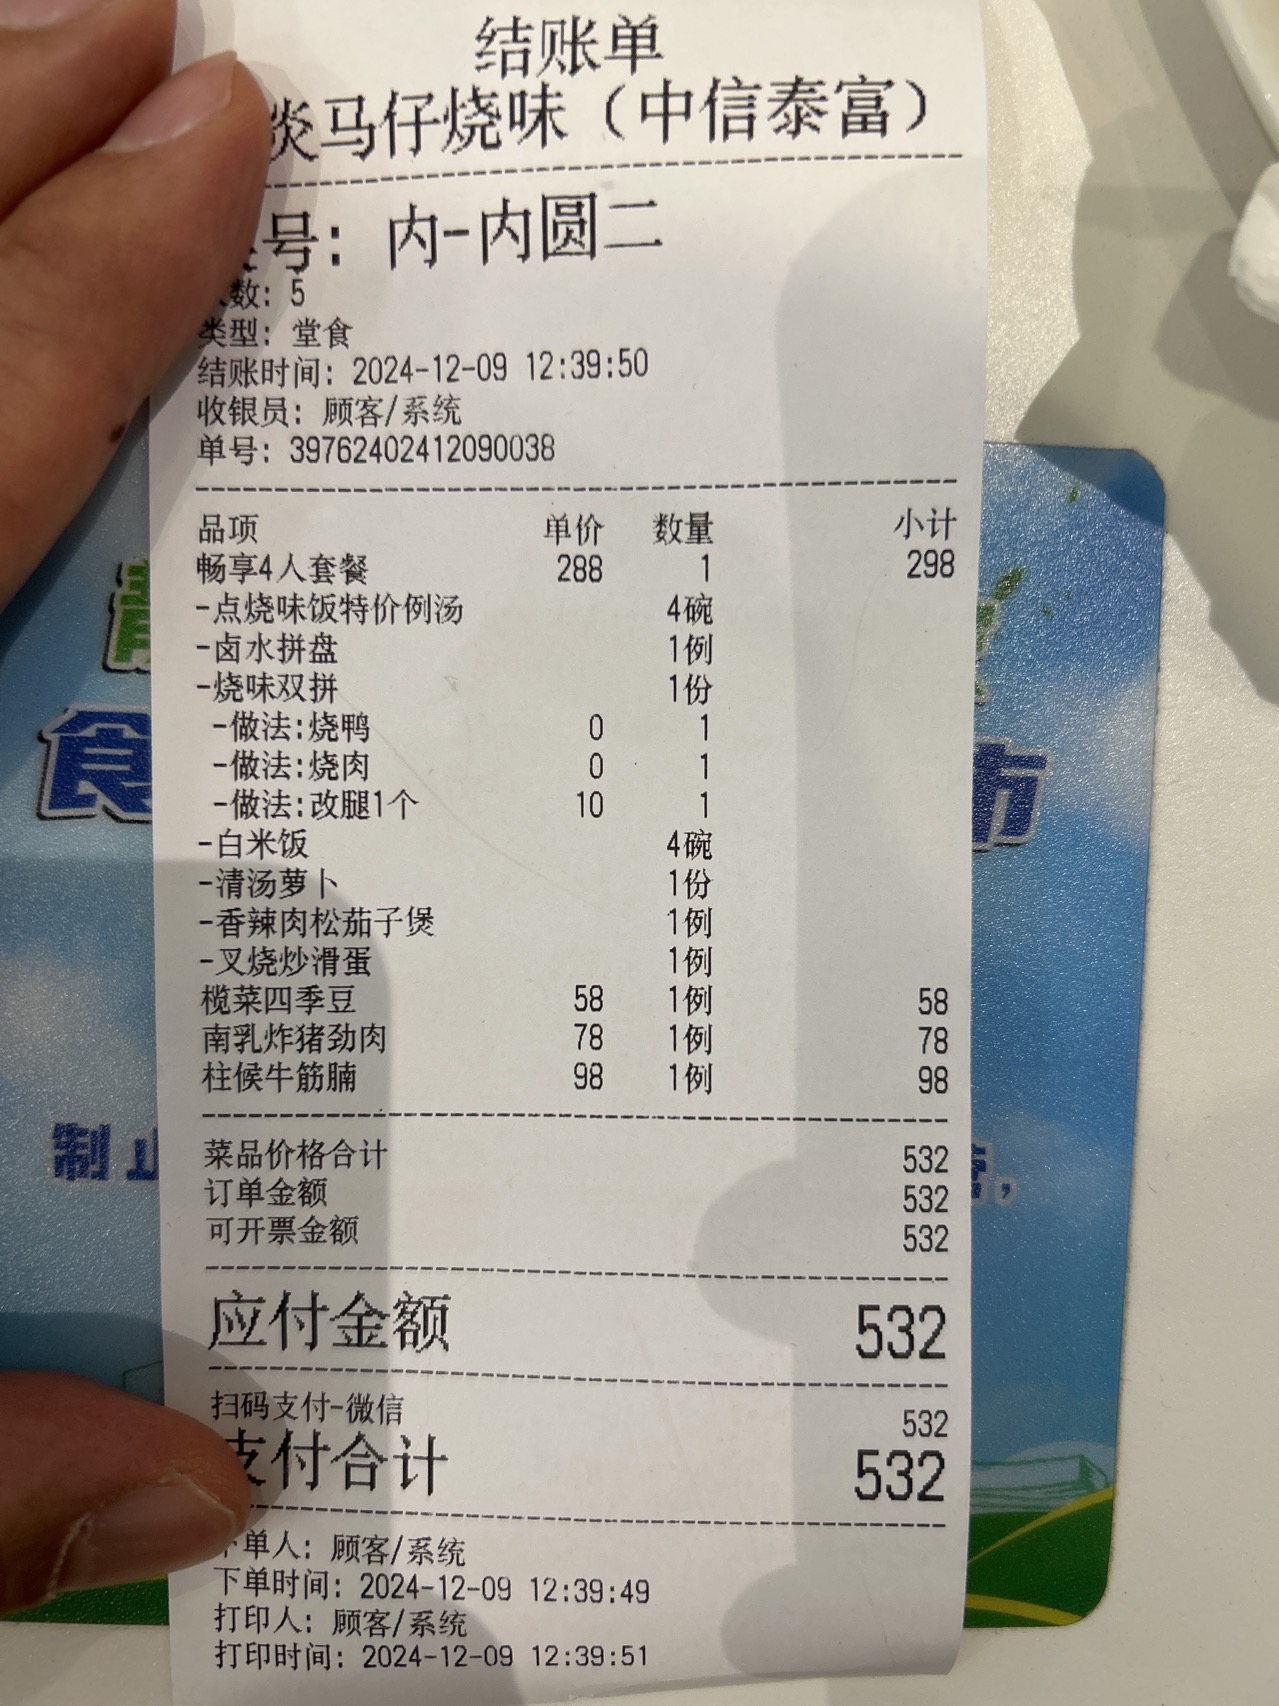 结账单
炎马仔烧味（中信泰富）
号: 内-内圆二
数: 5
类型: 堂食
结账时间: 2024-12-09 12:39:50
收银员: 顾客/系统
单号: 39762402412090038
品项 单价 数量 小计
畅享4人套餐 288 1 298
-点烧味饭特价例汤 4碗
-卤水拼盘 1例
-烧味双拼 1份
-做法:烧鸭 0 1
-做法:烧肉 0 1
-做法:改腿1个 10 1
-白米饭 4碗
-清汤萝卜 1份
-香辣肉松茄子煲 1例
-叉烧炒滑蛋 1例
榄菜四季豆 58 1例 58
南乳炸猪劲肉 78 1例 78
柱候牛筋腩 98 1例 98
菜品价格合计 532
订单金额 532
可开票金额 532
应付金额 532
扫码支付-微信 532
支付合计 532
下单人: 顾客/系统
下单时间: 2024-12-09 12:39:49
打印人: 顾客/系统
打印时间: 2024-12-09 12:39:51
食
市
制止